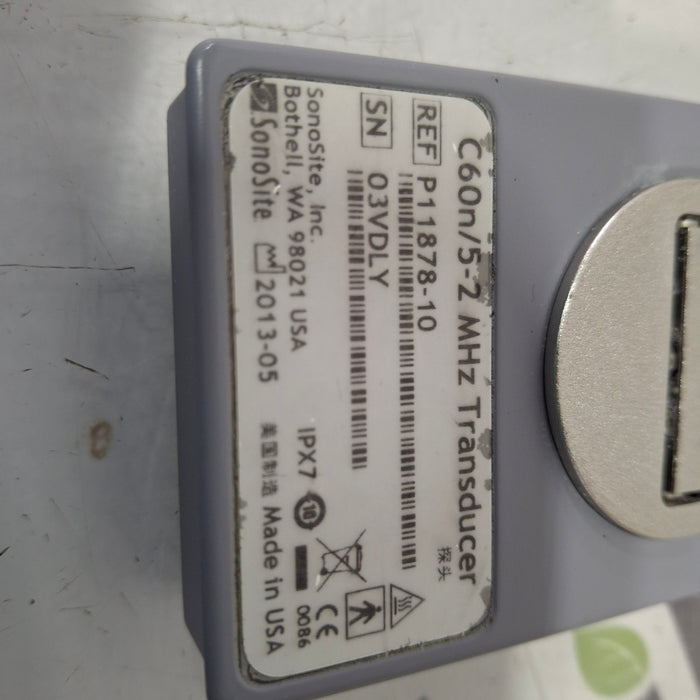 C60n/5-2 MHz Transducer
探头
REF P11878-10
SN 03VDLY
SonoSite, Inc.
Bothell, WA 98021 USA
IPX7
10
CE
0086
SonoSite
2013-05
美国制造 Made in USA